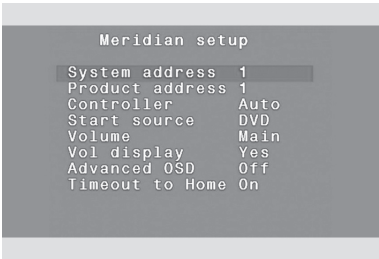 Meridian setup
System address 1
Product address 1
Controller Auto
Start source DVD
Volume Main
Vol display Yes
Advanced OSD Off
Timeout to Home On